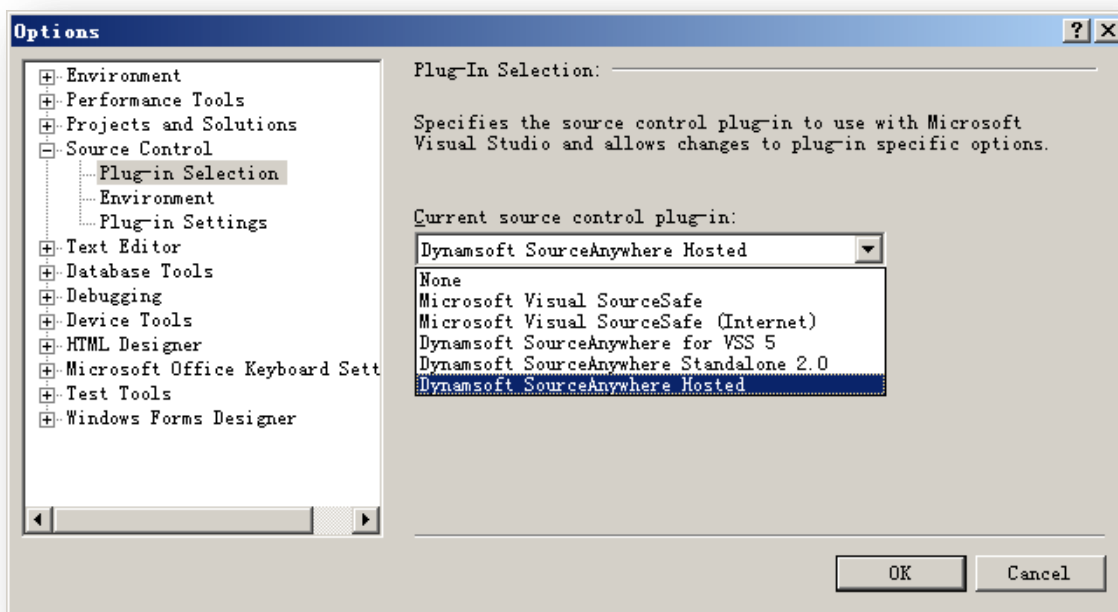 Options
Environment
Performance Tools
Projects and Solutions
Source Control
Plug-in Selection
Environment
Plug-in Settings
Text Editor
Database Tools
Debugging
Device Tools
HTML Designer
Microsoft Office Keyboard Sett
Test Tools
Windows Forms Designer
Plug-In Selection:
Specifies the source control plug-in to use with Microsoft
Visual Studio and allows changes to plug-in specific options.
Current source control plug-in:
Dynamsoft SourceAnywhere Hosted
None
Microsoft Visual SourceSafe
Microsoft Visual SourceSafe (Internet)
Dynamsoft SourceAnywhere for VSS 5
Dynamsoft SourceAnywhere Standalone 2.0
Dynamsoft SourceAnywhere Hosted
OK
Cancel